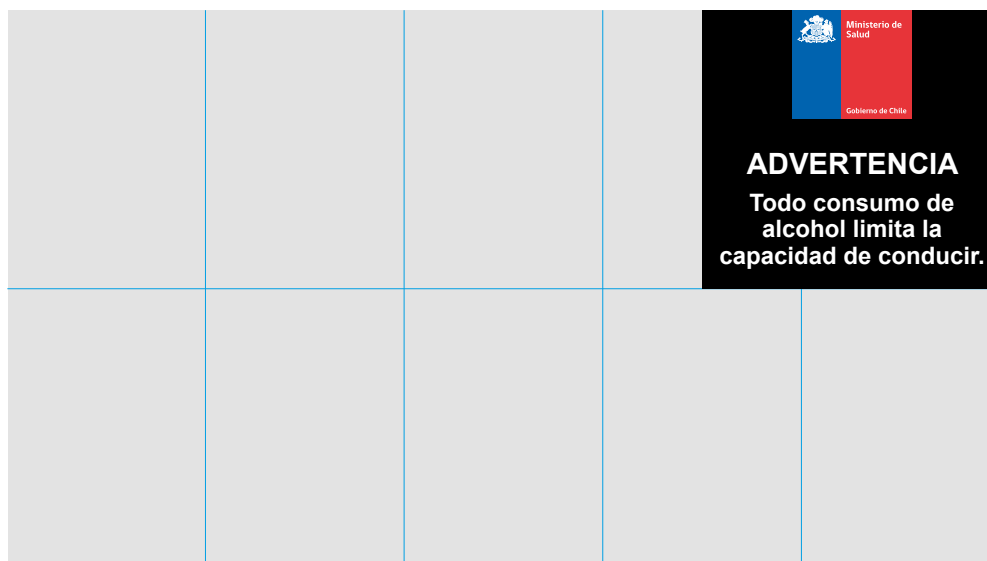 Ministerio de
Salud
Gobierno de Chile
ADVERTENCIA
Todo consumo de
alcohol limita la
capacidad de conducir.